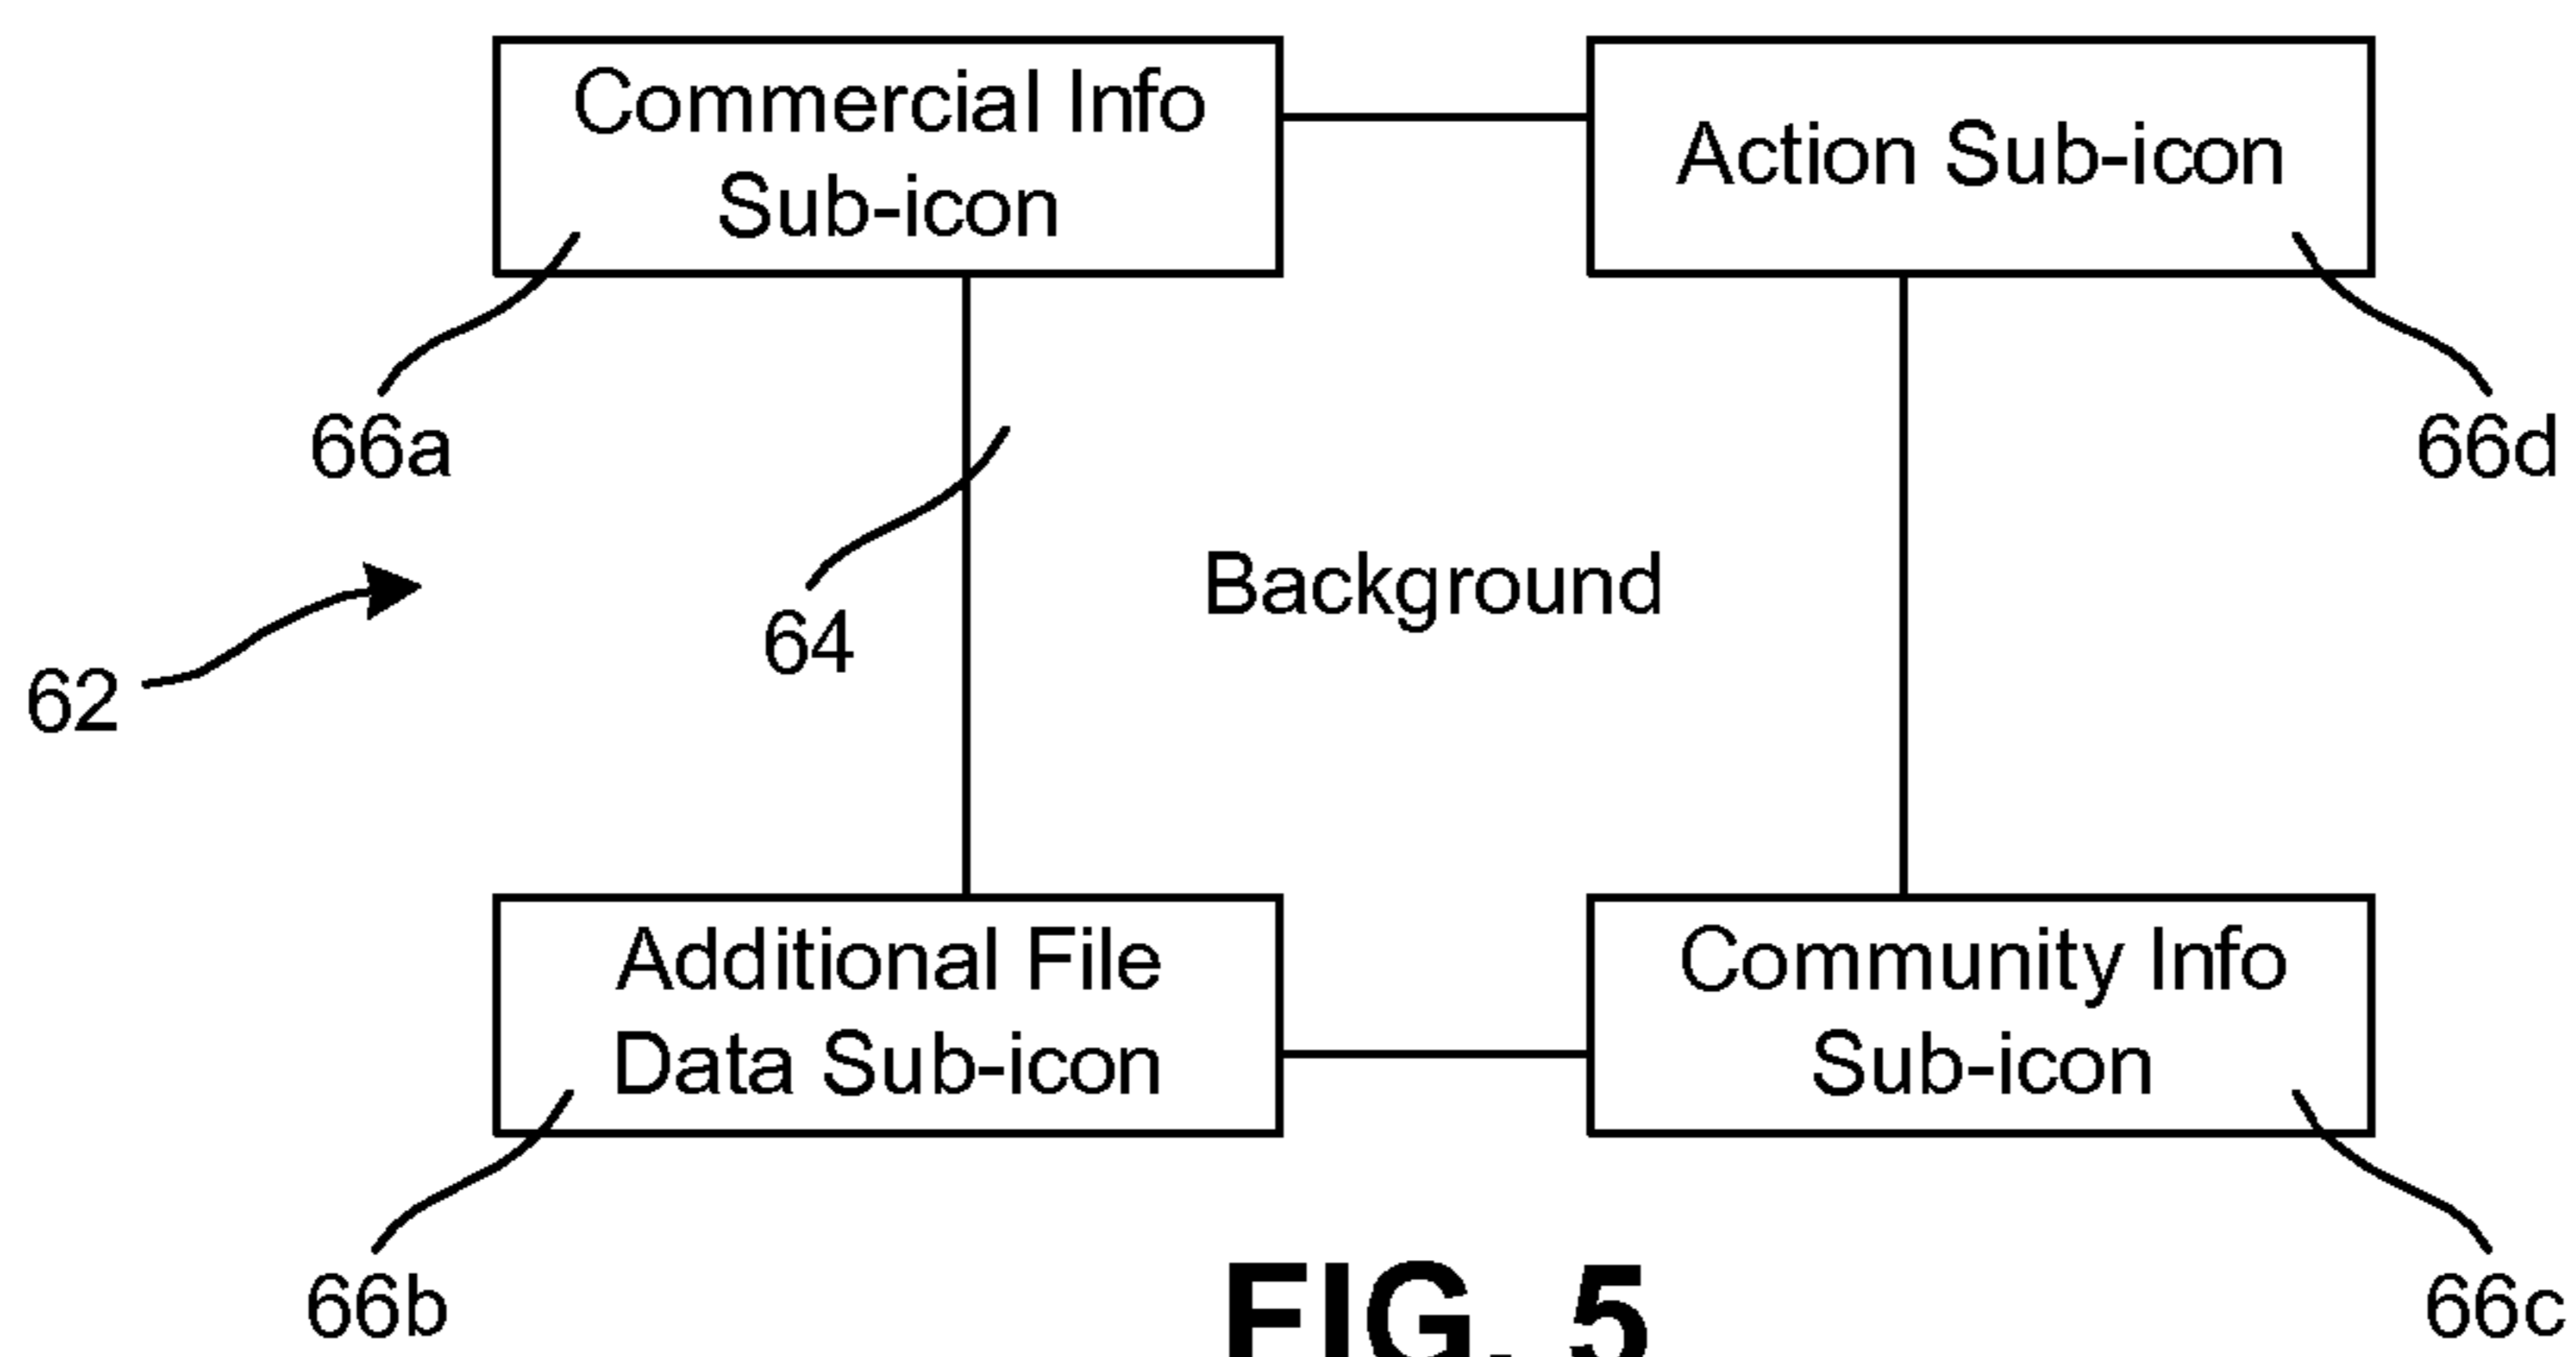 Commercial Info
Sub-icon
Action Sub-icon
66a
66d
64
Background
62
Additional File
Data Sub-icon
Community Info
Sub-icon
66b
66c
FIG. 5